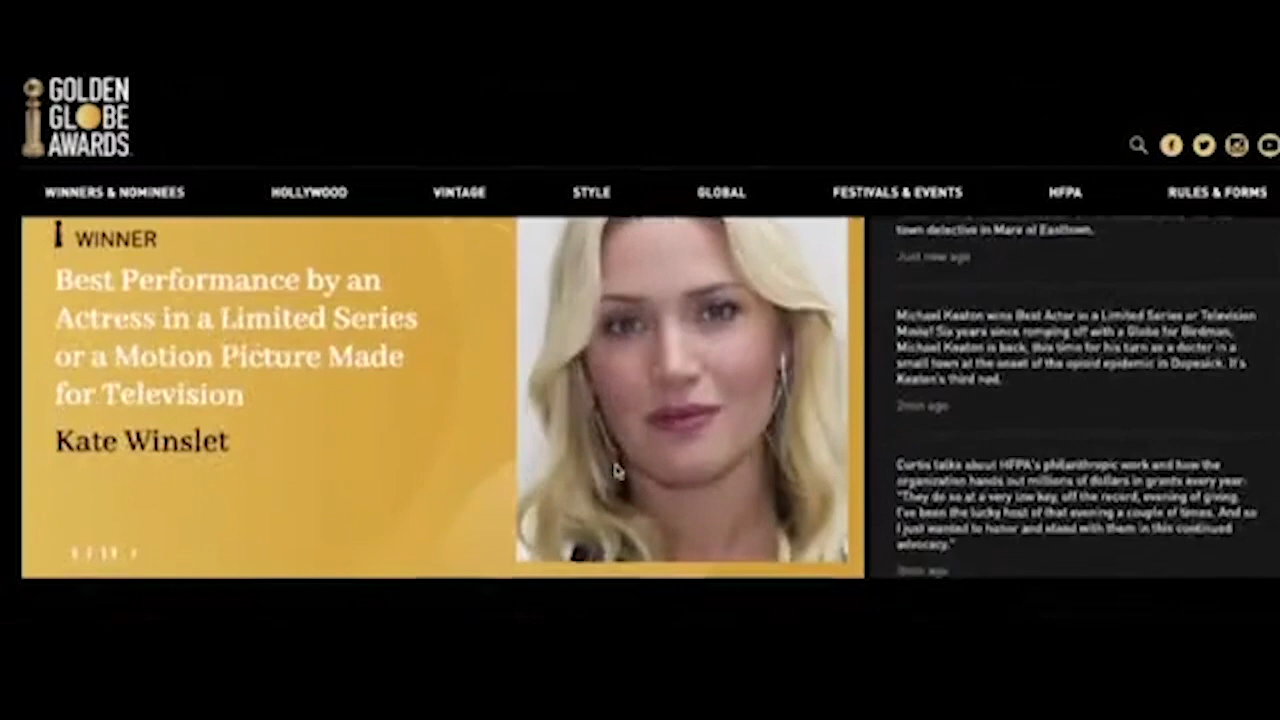 GOLDEN
GLOBE
AWARDS
WINNERS & NOMINEES
HOLLYWOOD
VINTAGE
STYLE
GLOBAL
FESTIVALS & EVENTS
HFPA
RULES & FORMS
WINNER
Best Performance by an
Actress in a Limited Series
or a Motion Picture Made
for Television
Kate Winslet
town detective in Mare of Easttown.
Just now ago
Michael Keaton wins Best Actor in a Limited Series or Television
Movie! Six years since romping off with a Globe for Birdman,
Michael Keaton is back, this time for his turn as a doctor in a
small town at the onset of the opioid epidemic in Dopesick. It's
Keaton's third nod.
2min ago
Curtis talks about HFPA's philanthropic work and how the
organization hands out millions of dollars in grants every year.
"They do so at a very low key, off the record, evening of giving.
I've been the lucky host of that evening a couple of times. And so
I just wanted to honor and stand with them in this continued
advocacy."